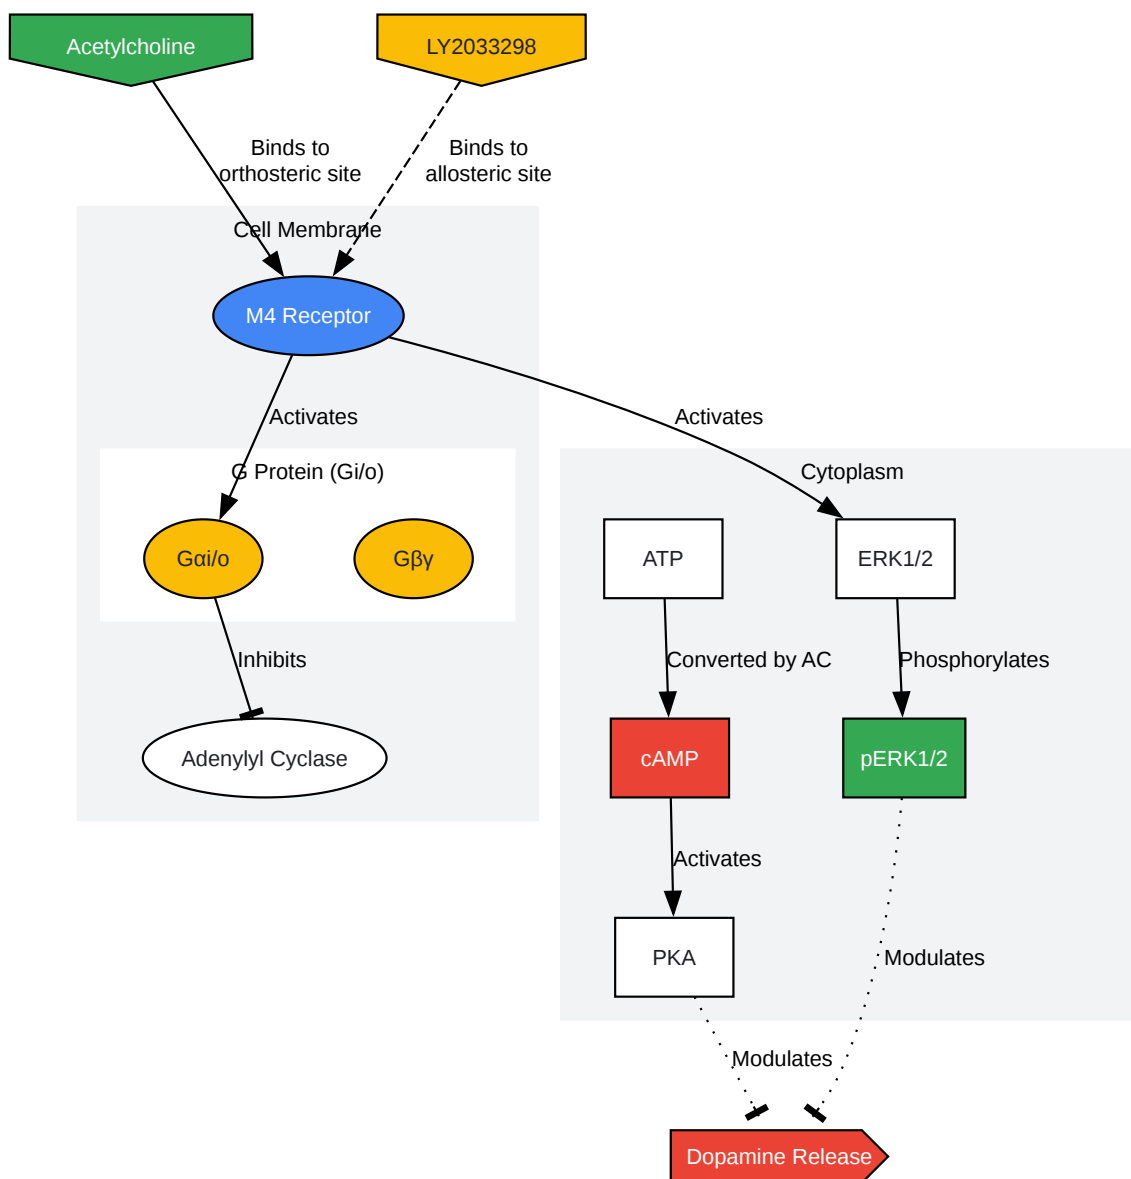 Acetylcholine
LY2033298
Binds to
orthosteric site
Binds to
allosteric site
Cell Membrane
M4 Receptor
Activates
Activates
G Protein (Gi/o)
Cytoplasm
Gαi/o
Gβγ
ATP
ERK1/2
Inhibits
Converted by AC
Phosphorylates
Adenylyl Cyclase
cAMP
pERK1/2
Activates
PKA
Modulates
Modulates
Dopamine Release